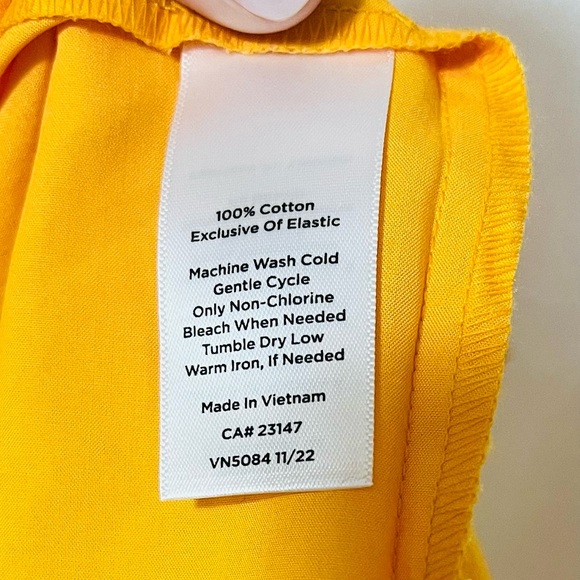 100% Cotton
Exclusive Of Elastic
Machine Wash Cold
Gentle Cycle
Only Non-Chlorine
Bleach When Needed
Tumble Dry Low
Warm Iron, If Needed
Made In Vietnam
CA# 23147
VN5084 11/22